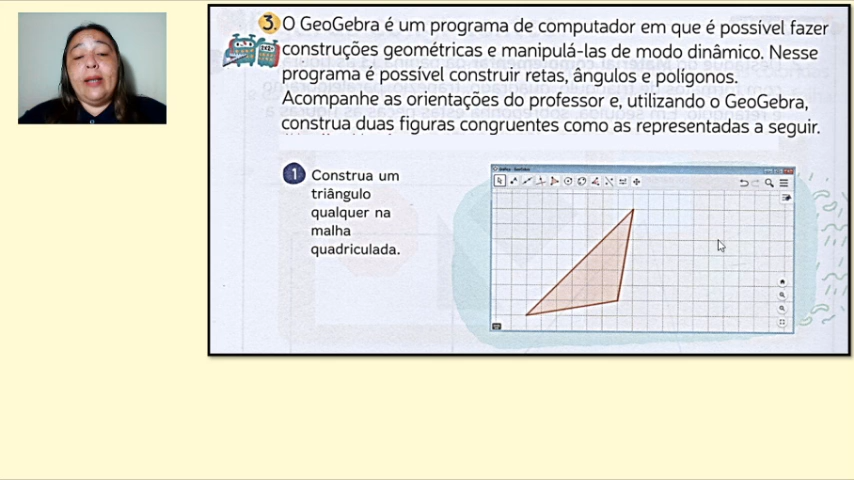 3. O GeoGebra é um programa de computador em que é possível fazer
construções geométricas e manipulá-las de modo dinâmico. Nesse
programa é possível construir retas, ângulos e polígonos.
Acompanhe as orientações do professor e, utilizando o GeoGebra,
construa duas figuras congruentes como as representadas a seguir.
1 Construa um
triângulo
qualquer na
malha
quadriculada.